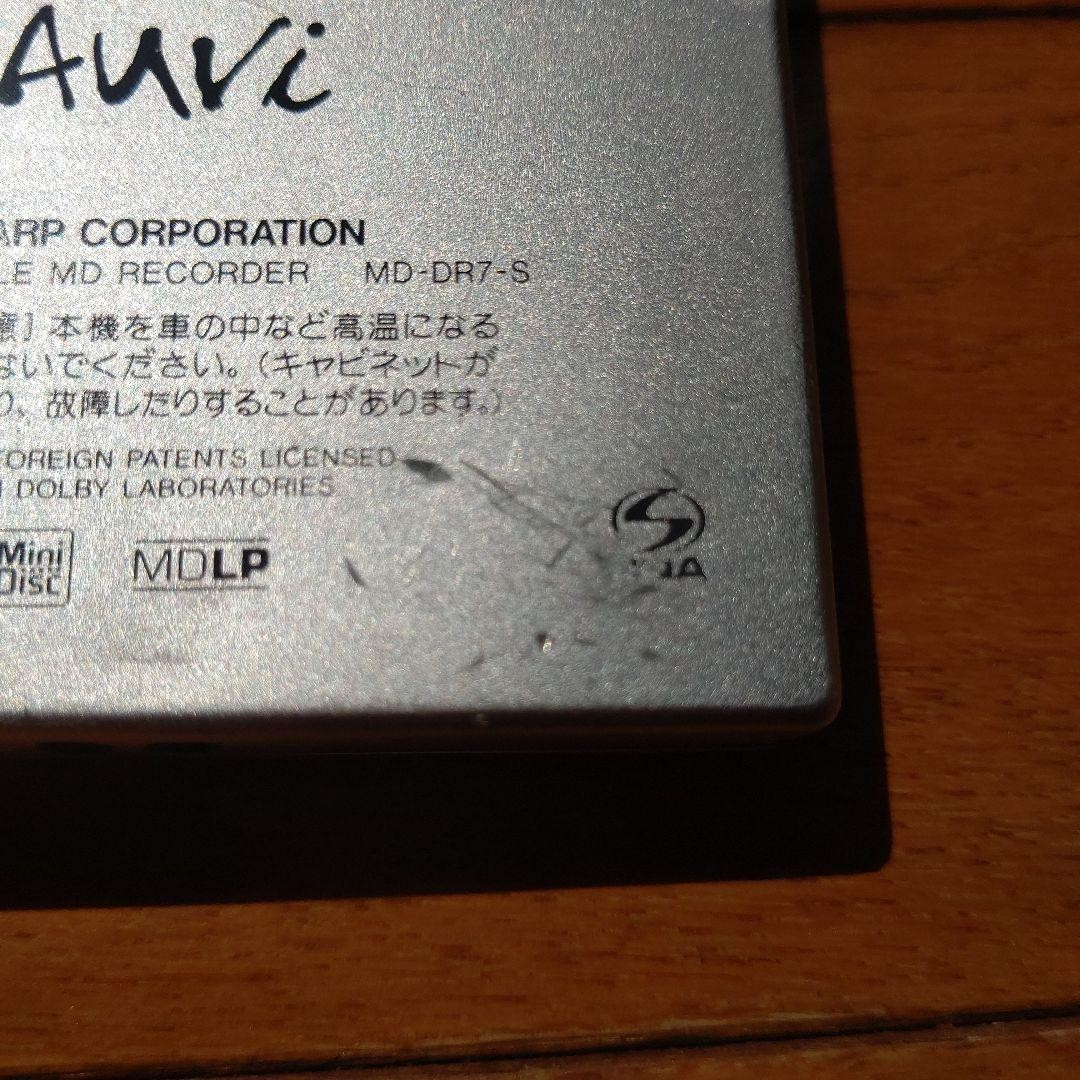 Auvi
ARP CORPORATION
LE MD RECORDER MD-DR7-S
] 本機を車の中など高温になる
ないでください。(キャビネットが
り、故障したりすることがあります。)
FOREIGN PATENTS LICENSED
DOLBY LABORATORIES
Mini
Disc
MDLP